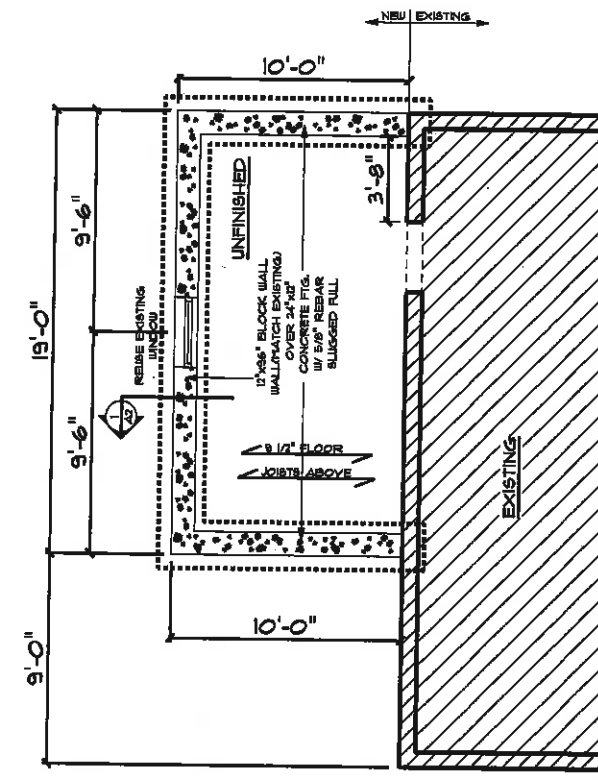 NEW EXISTING
10'-0"
9'-6"
19'-0"
9'-6"
9'-0"
REUSE EXISTING
WINDOW
1
A2
UNFINISHED
3'-8"
12"x96" BLOCK WALL
WALL(MATCH EXISTING)
OVER 24"x12"
CONCRETE FTG.
W/ 5/8" REBAR
SLUGGED FULL
9 1/2" FLOOR
JOISTS ABOVE
EXISTING
10'-0"